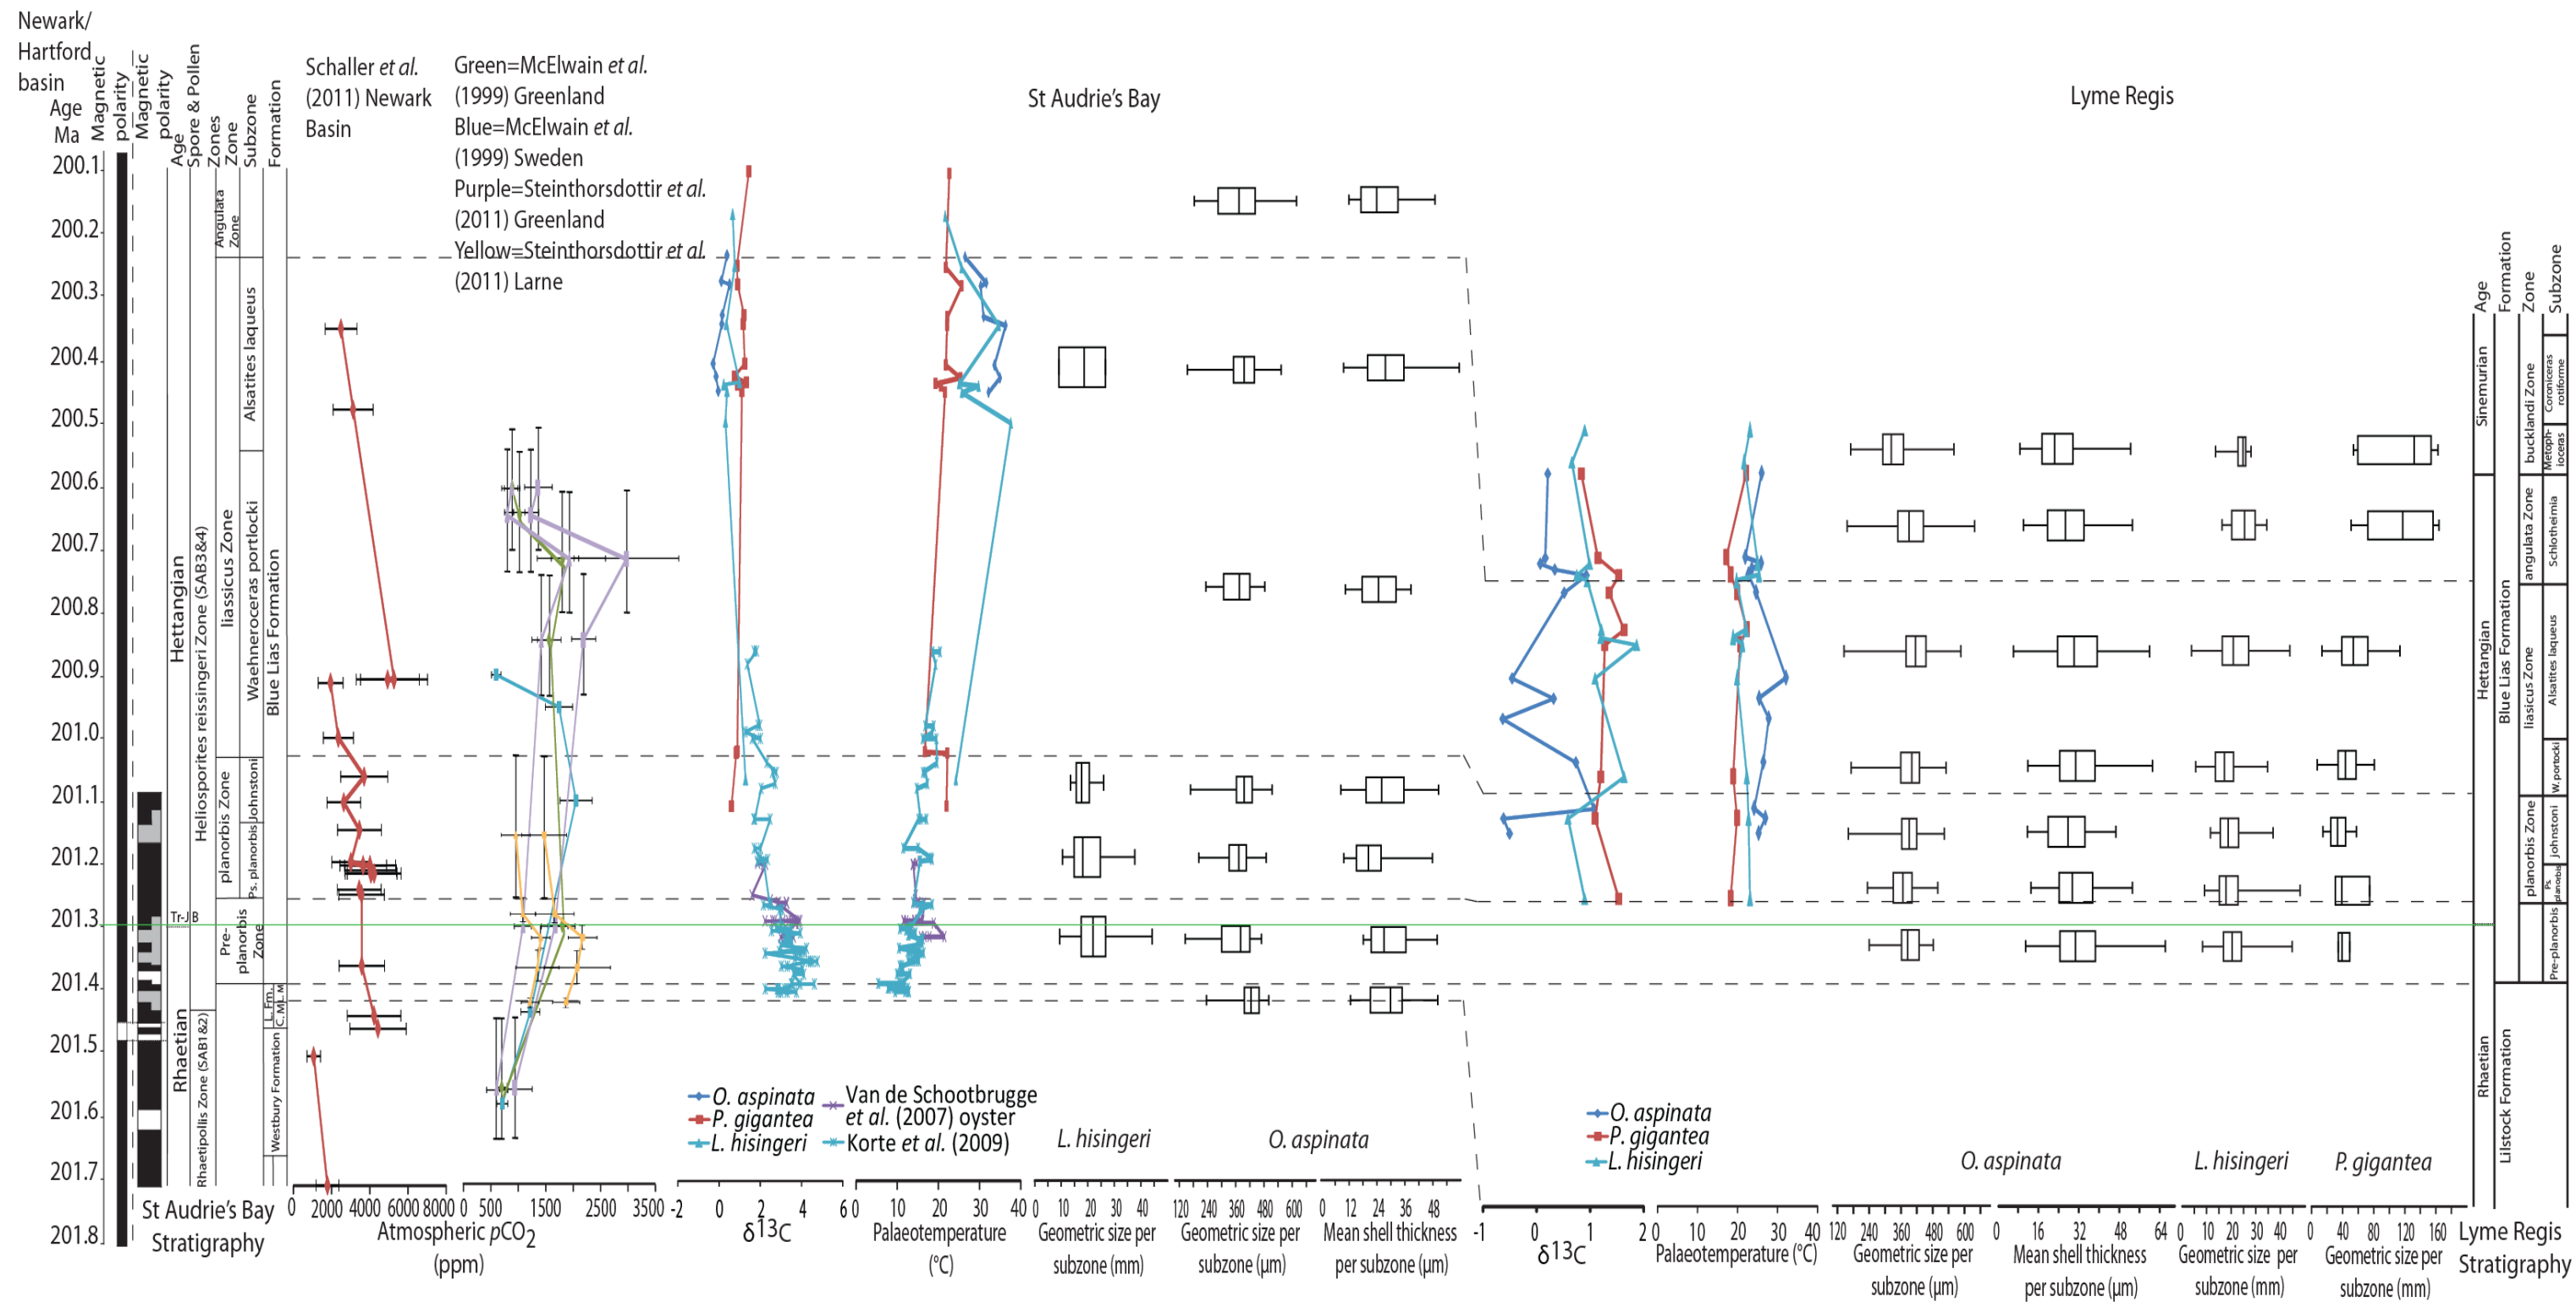 Newark/
Hartford
basin
Age
Ma
Magnetic
polarity
Magnetic
polarity
Age
Spore & Pollen
Zones
Zone
Subzone
Formation
Schaller et al.
(2011) Newark
Basin
Green=McElwain et al.
(1999) Greenland
Blue=McElwain et al.
(1999) Sweden
Purple=Steinthorsdottir et al.
(2011) Greenland
Yellow=Steinthorsdottir et al.
(2011) Larne
St Audrie's Bay
Lyme Regis
200.1
200.2
200.3
200.4
200.5
200.6
200.7
200.8
200.9
201.0
201.1
201.2
201.3
201.4
201.5
201.6
201.7
201.8
Hettangian
Tr-JB
Rhaetian
Heliosporites reissingeri Zone (SAB3&4)
Rhaetipollis Zone (SAB1&2)
Angulata
Zone
liassicus Zone
planorbis Zone
Pre-
planorbis
Zone
Alsatites laqueus
Waehneroceras portlocki
Johnstoni
Ps. planorbis
Blue Lias Formation
L. Fm.
C. M L. M
Westbury Formation
St Audrie's Bay
Stratigraphy
0 2000 4000 6000 8000
0 500 1500 2500 3500
Atmospheric pCO2
(ppm)
O. aspinata
P. gigantea
L. hisingeri
Van de Schootbrugge
et al. (2007) oyster
Korte et al. (2009)
-2 0 2 4 6
δ13C
0 10 20 30 40
Palaeotemperature
(°C)
L. hisingeri
0 10 20 30 40
Geometric size per
subzone (mm)
O. aspinata
120 240 360 480 600
Geometric size per
subzone (µm)
0 12 24 36 48
Mean shell thickness
per subzone (µm)
O. aspinata
P. gigantea
L. hisingeri
-1 0 1 2
δ13C
0 10 20 30 40
Palaeotemperature (°C)
O. aspinata
120 240 360 480 600
Geometric size per
subzone (µm)
0 16 32 48 64
Mean shell thickness
per subzone (µm)
L. hisingeri
0 10 20 30 40
Geometric size per
subzone (mm)
P. gigantea
0 40 80 120 160
Geometric size per
subzone (mm)
Lyme Regis
Stratigraphy
Age
Formation
Zone
Subzone
Sinemurian
Hettangian
Rhaetian
Blue Lias Formation
Lilstock Formation
bucklandi Zone
angulata Zone
liasicus Zone
planorbis Zone
Coroniceras
rotiforme
Metoph-
ioceras
Schlotheimia
Alsatites laqueus
W. portocki
Johnstoni
Ps.
planorbis
Pre-planorbis